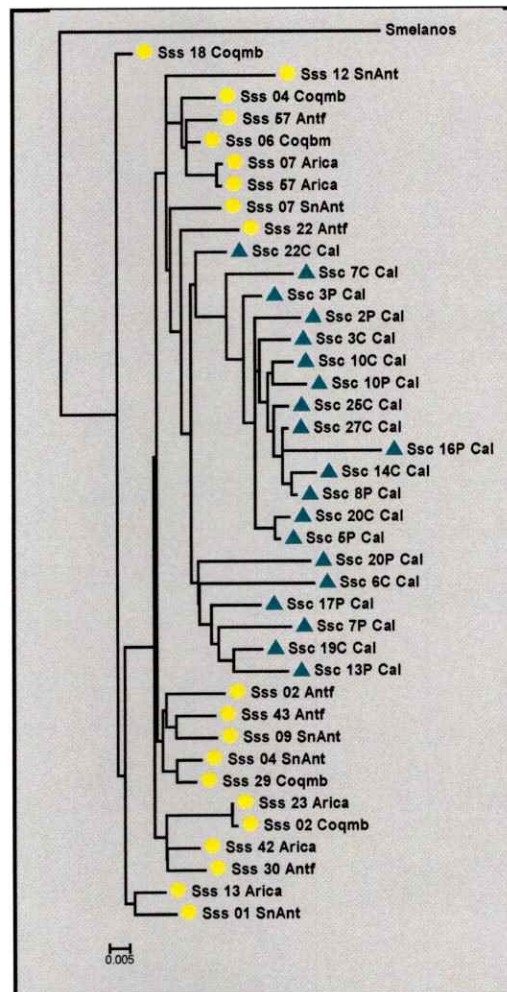 Smelanos
Sss 18 Coqmb
Sss 12 SnAnt
Sss 04 Coqmb
Sss 57 Antf
Sss 06 Coqbm
Sss 07 Arica
Sss 57 Arica
Sss 07 SnAnt
Sss 22 Antf
Ssc 22C Cal
Ssc 7C Cal
Ssc 3P Cal
Ssc 2P Cal
Ssc 3C Cal
Ssc 10C Cal
Ssc 10P Cal
Ssc 25C Cal
Ssc 27C Cal
Ssc 16P Cal
Ssc 14C Cal
Ssc 8P Cal
Ssc 20C Cal
Ssc 5P Cal
Ssc 20P Cal
Ssc 6C Cal
Ssc 17P Cal
Ssc 7P Cal
Ssc 19C Cal
Ssc 13P Cal
Sss 02 Antf
Sss 43 Antf
Sss 09 SnAnt
Sss 04 SnAnt
Sss 29 Coqmb
Sss 23 Arica
Sss 02 Coqmb
Sss 42 Arica
Sss 30 Antf
Sss 13 Arica
Sss 01 SnAnt
0.005